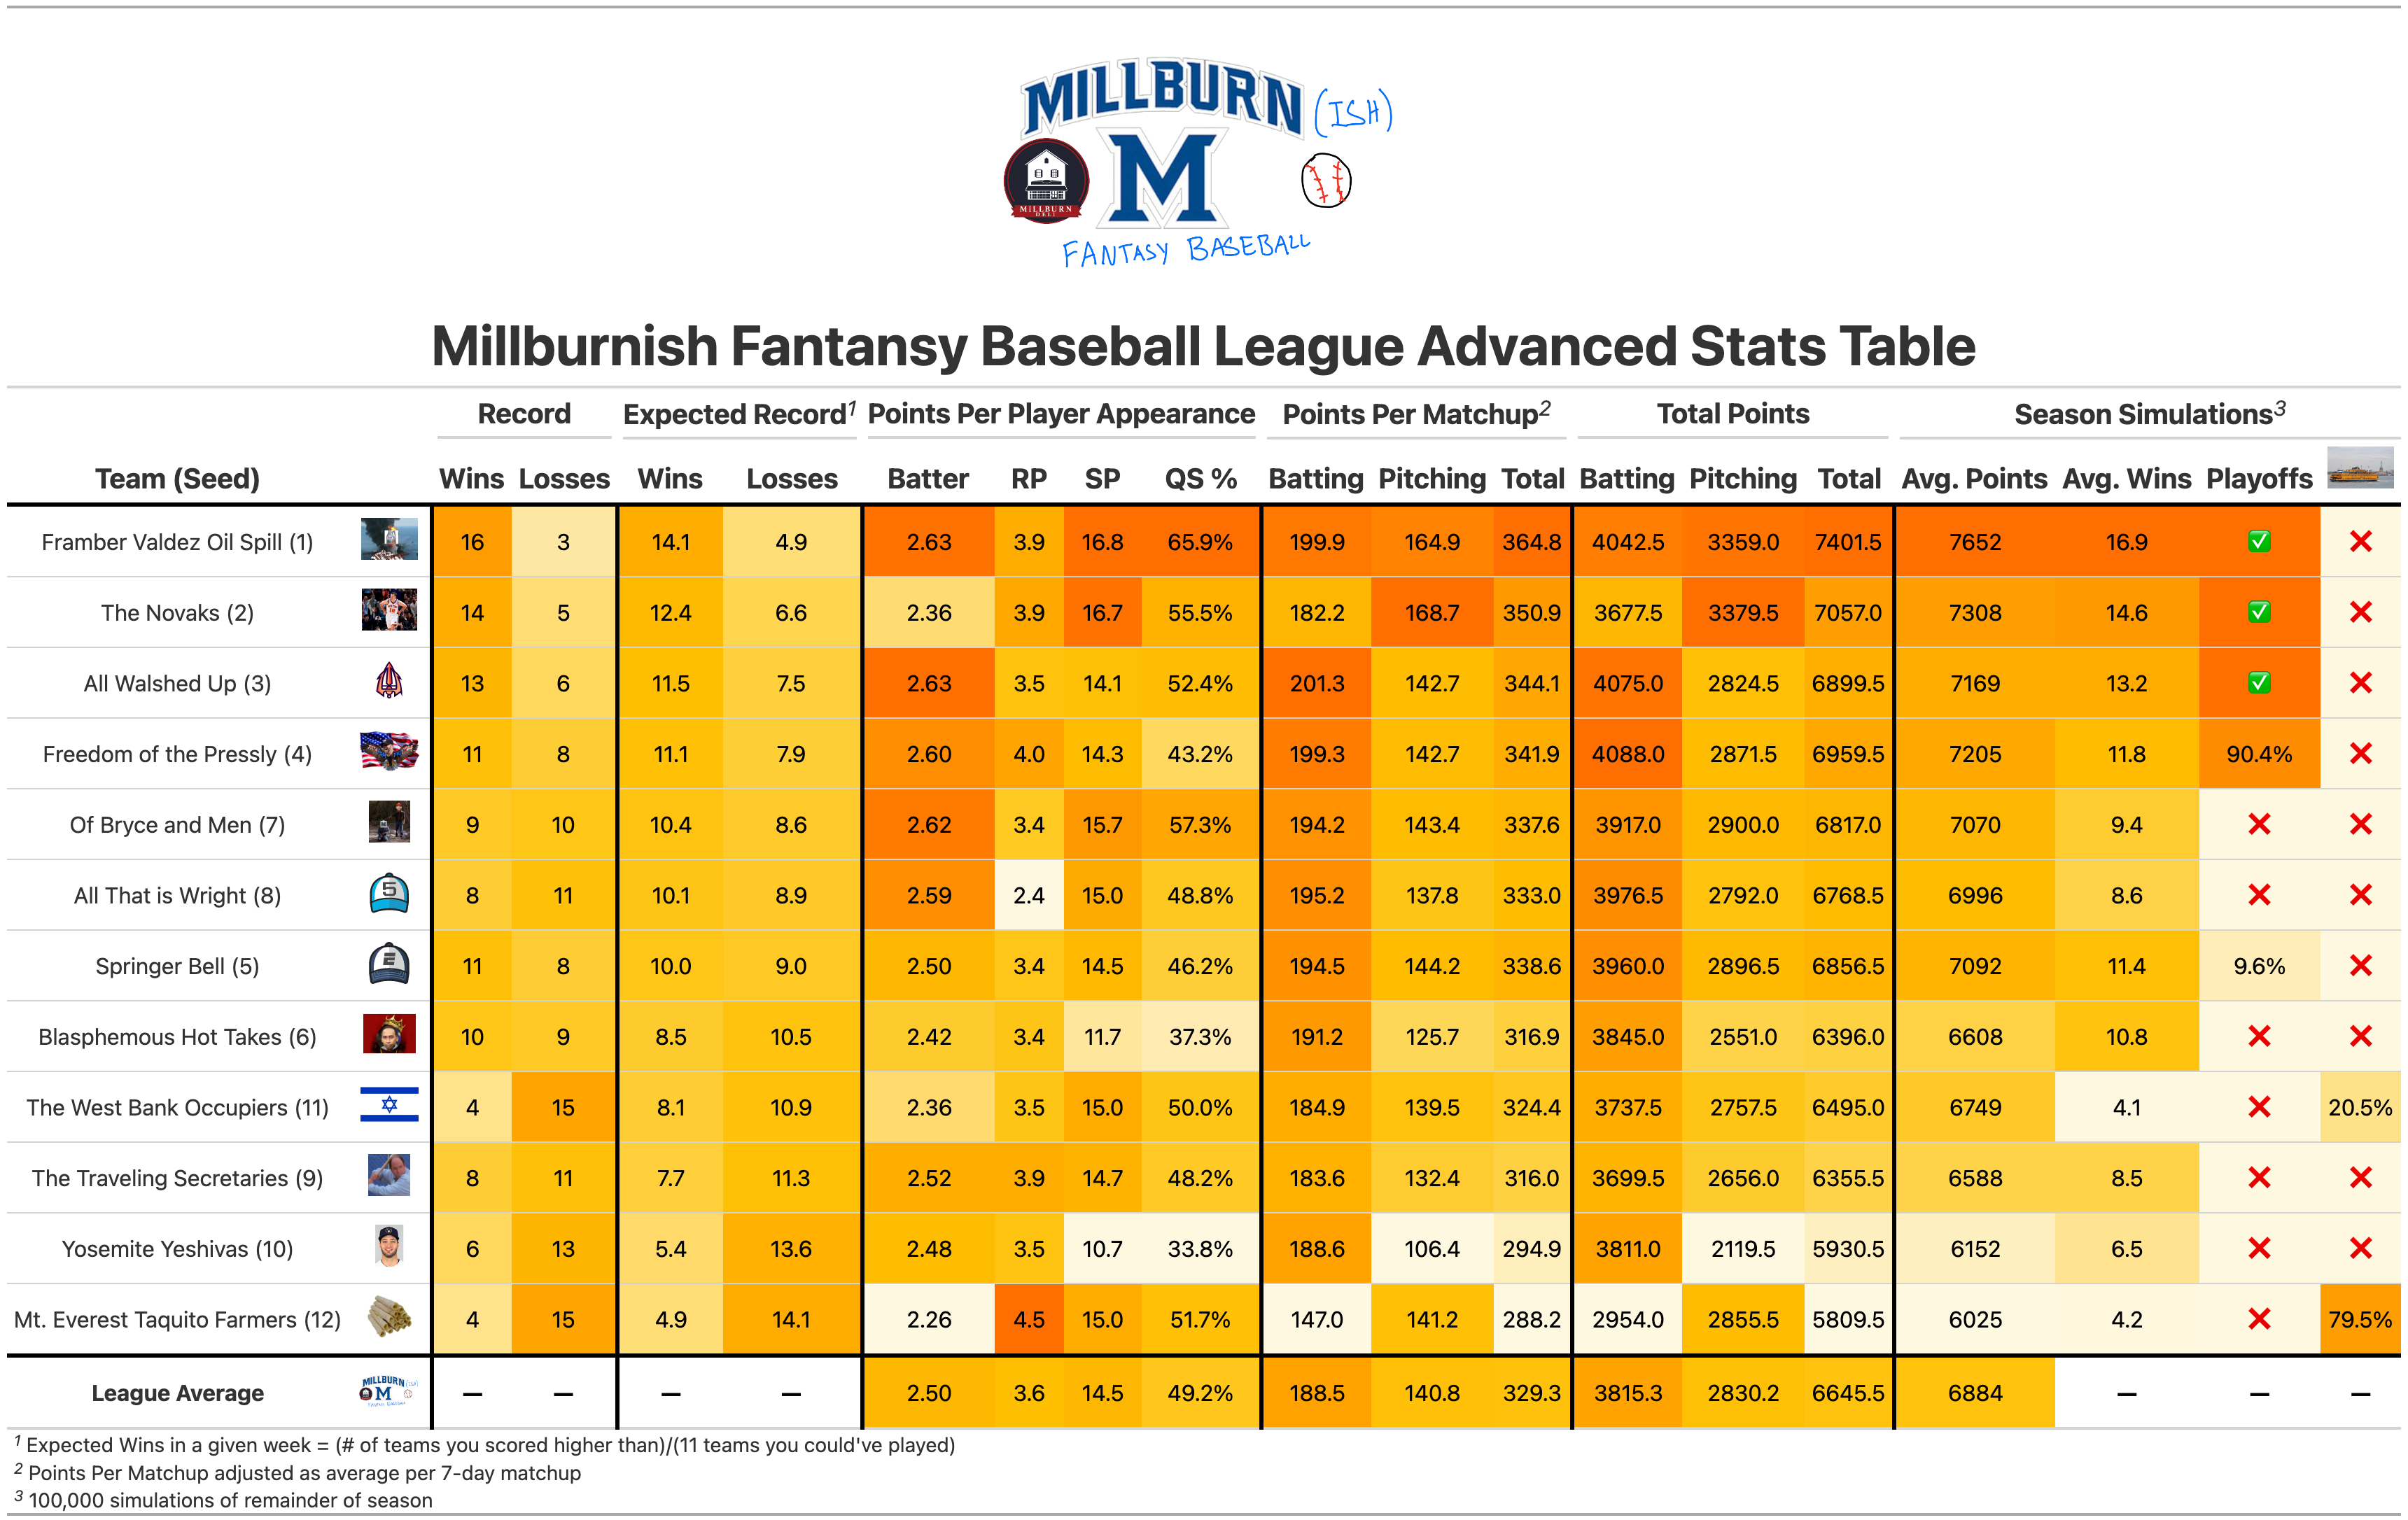 MILLBURN (ISH)
M
MILLBURN
DELI
FANTASY BASEBALL
Millburnish Fantansy Baseball League Advanced Stats Table
Record Expected Record¹ Points Per Player Appearance Points Per Matchup² Total Points Season Simulations³
Team (Seed) Wins Losses Wins Losses Batter RP SP QS % Batting Pitching Total Batting Pitching Total Avg. Points Avg. Wins Playoffs
Framber Valdez Oil Spill (1) 16 3 14.1 4.9 2.63 3.9 16.8 65.9% 199.9 164.9 364.8 4042.5 3359.0 7401.5 7652 16.9 ✅ ❌
The Novaks (2) 14 5 12.4 6.6 2.36 3.9 16.7 55.5% 182.2 168.7 350.9 3677.5 3379.5 7057.0 7308 14.6 ✅ ❌
All Walshed Up (3) 13 6 11.5 7.5 2.63 3.5 14.1 52.4% 201.3 142.7 344.1 4075.0 2824.5 6899.5 7169 13.2 ✅ ❌
Freedom of the Pressly (4) 11 8 11.1 7.9 2.60 4.0 14.3 43.2% 199.3 142.7 341.9 4088.0 2871.5 6959.5 7205 11.8 90.4% ❌
Of Bryce and Men (7) 9 10 10.4 8.6 2.62 3.4 15.7 57.3% 194.2 143.4 337.6 3917.0 2900.0 6817.0 7070 9.4 ❌ ❌
All That is Wright (8) 5 8 11 10.1 8.9 2.59 2.4 15.0 48.8% 195.2 137.8 333.0 3976.5 2792.0 6768.5 6996 8.6 ❌ ❌
Springer Bell (5) E 11 8 10.0 9.0 2.50 3.4 14.5 46.2% 194.5 144.2 338.6 3960.0 2896.5 6856.5 7092 11.4 9.6% ❌
Blasphemous Hot Takes (6) 10 9 8.5 10.5 2.42 3.4 11.7 37.3% 191.2 125.7 316.9 3845.0 2551.0 6396.0 6608 10.8 ❌ ❌
The West Bank Occupiers (11) 4 15 8.1 10.9 2.36 3.5 15.0 50.0% 184.9 139.5 324.4 3737.5 2757.5 6495.0 6749 4.1 ❌ 20.5%
The Traveling Secretaries (9) 8 11 7.7 11.3 2.52 3.9 14.7 48.2% 183.6 132.4 316.0 3699.5 2656.0 6355.5 6588 8.5 ❌ ❌
Yosemite Yeshivas (10) 6 13 5.4 13.6 2.48 3.5 10.7 33.8% 188.6 106.4 294.9 3811.0 2119.5 5930.5 6152 6.5 ❌ ❌
Mt. Everest Taquito Farmers (12) 4 15 4.9 14.1 2.26 4.5 15.0 51.7% 147.0 141.2 288.2 2954.0 2855.5 5809.5 6025 4.2 ❌ 79.5%
League Average MILLBURN (ISH) M FANTASY BASEBALL — — — — 2.50 3.6 14.5 49.2% 188.5 140.8 329.3 3815.3 2830.2 6645.5 6884 — — —
¹ Expected Wins in a given week = (# of teams you scored higher than)/(11 teams you could've played)
² Points Per Matchup adjusted as average per 7-day matchup
³ 100,000 simulations of remainder of season